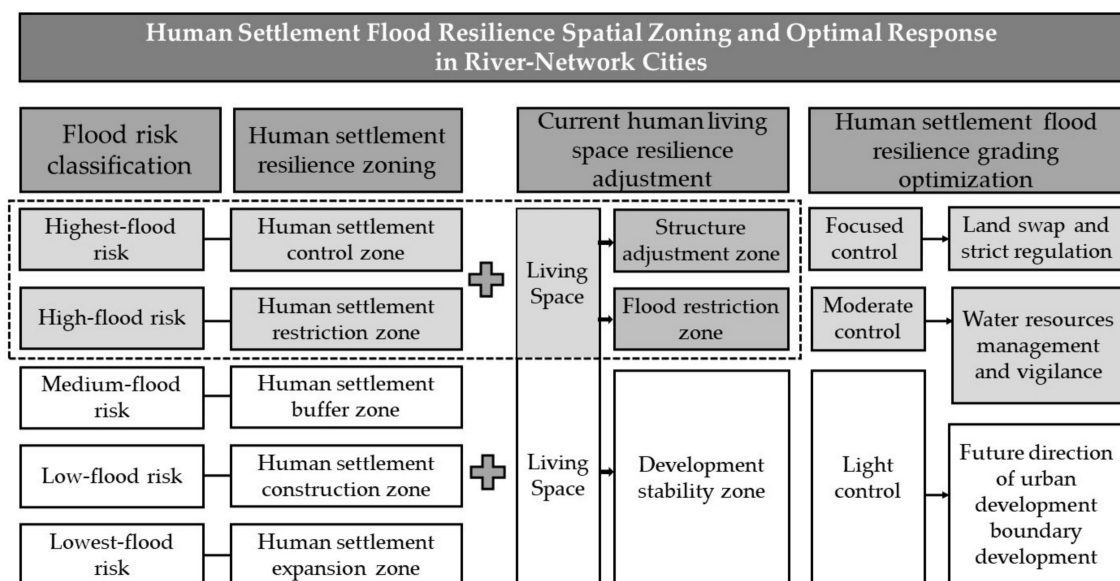 Human Settlement Flood Resilience Spatial Zoning and Optimal Response
in River-Network Cities
Flood risk
classification
Human settlement
resilience zoning
Current human living
space resilience
adjustment
Human settlement flood
resilience grading
optimization
Highest-flood
risk
Human settlement
control zone
Living
Space
Structure
adjustment zone
Focused
control
Land swap and
strict regulation
High-flood risk
Human settlement
restriction zone
Flood restriction
zone
Moderate
control
Water resources
management
and vigilance
Medium-flood
risk
Human settlement
buffer zone
Low-flood risk
Human settlement
construction zone
Living
Space
Development
stability zone
Light
control
Future direction
of urban
development
boundary
development
Lowest-flood
risk
Human settlement
expansion zone